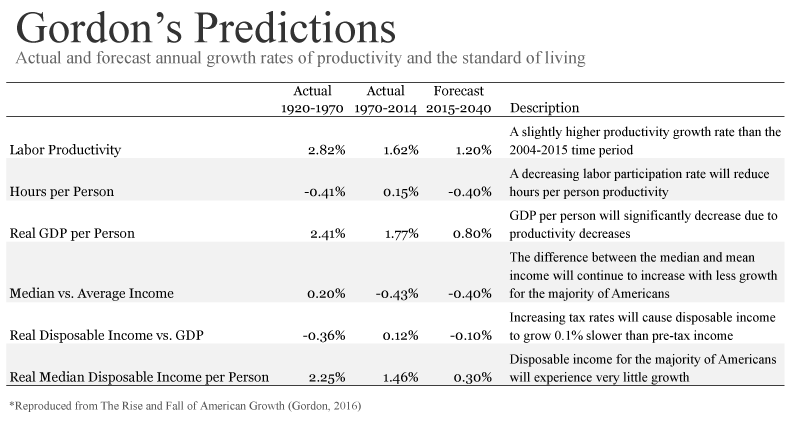 Gordon's Predictions
Actual and forecast annual growth rates of productivity and the standard of living
Actual Actual Forecast
1920-1970 1970-2014 2015-2040 Description
A slightly higher productivity growth rate than the
Labor Productivity 2.82% 1.62% 1.20% 2004-2015 time period
A decreasing labor participation rate will reduce
Hours per Person -0.41% 0.15% -0.40% hours per person productivity
GDP per person will significantly decrease due to
Real GDP per Person 2.41% 1.77% 0.80% productivity decreases
The difference between the median and mean
income will continue to increase with less growth
Median vs. Average Income 0.20% -0.43% -0.40% for the majority of Americans
Increasing tax rates will cause disposable income
Real Disposable Income vs. GDP -0.36% 0.12% -0.10% to grow 0.1% slower than pre-tax income
Disposable income for the majority of Americans
Real Median Disposable Income per Person 2.25% 1.46% 0.30% will experience very little growth
*Reproduced from The Rise and Fall of American Growth (Gordon, 2016)